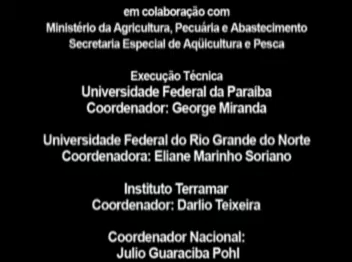 em colaboração com
Ministério da Agricultura, Pecuária e Abastecimento
Secretaria Especial de Aqüicultura e Pesca
Execução Técnica
Universidade Federal da Paraíba
Coordenador: George Miranda
Universidade Federal do Rio Grande do Norte
Coordenadora: Eliane Marinho Soriano
Instituto Terramar
Coordenador: Darlio Teixeira
Coordenador Nacional:
Julio Guaraciba Pohl